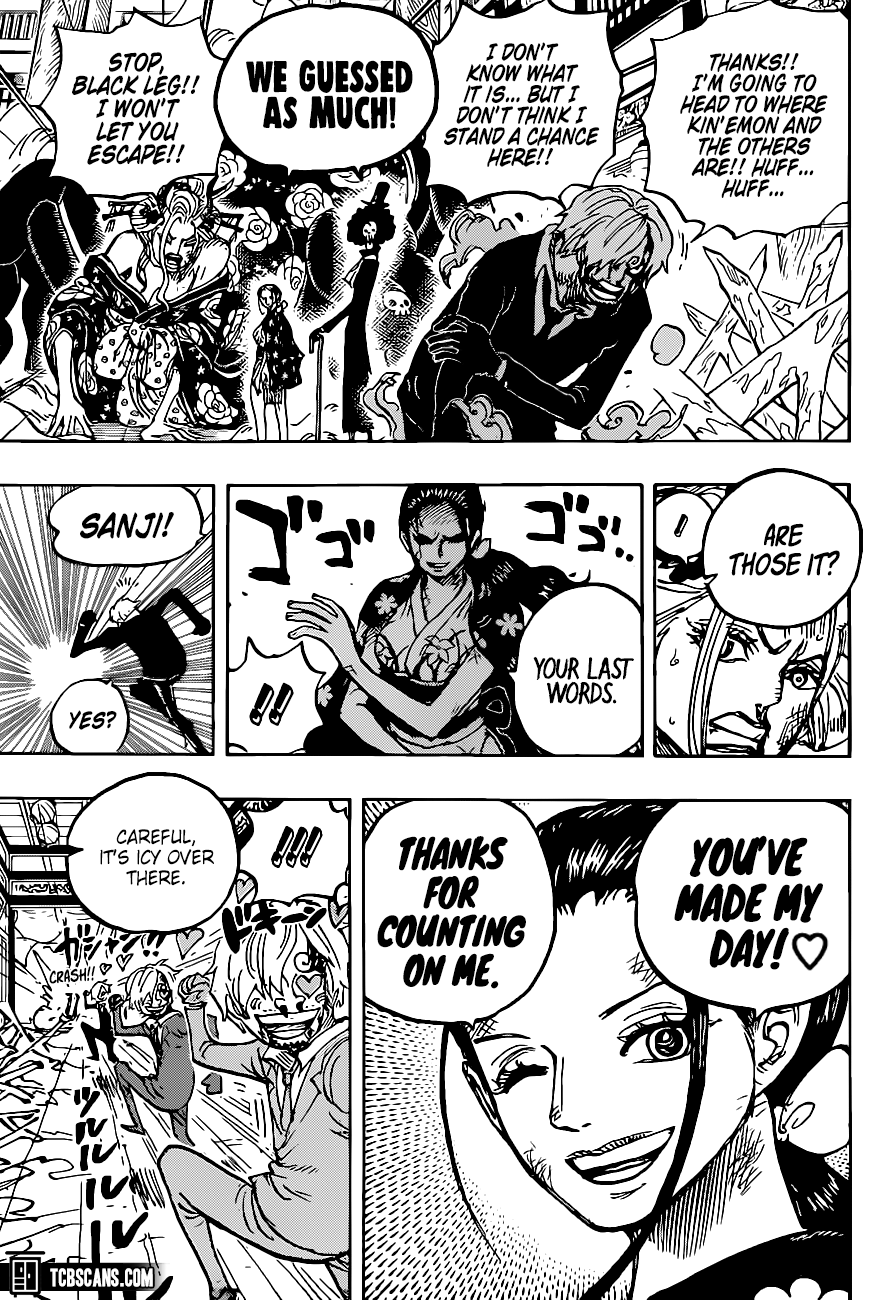 THANKS!!
I'M GOING TO
HEAD TO WHERE
KIN'EMON AND
THE OTHERS
ARE!! HUFF...
HUFF...
I DON'T
KNOW WHAT
IT IS... BUT I
DON'T THINK I
STAND A CHANCE
HERE!!
WE GUESSED
AS MUCH!
STOP,
BLACK LEG!!
I WON'T
LET YOU
ESCAPE!!
!
ARE
THOSE IT?
ゴゴゴ..
YOUR LAST
WORDS.
!!
SANJI!
YES?
YOU'VE
MADE MY
DAY!♡
THANKS
FOR
COUNTING
ON ME.
!!!
ドキーン
CAREFUL,
IT'S ICY OVER
THERE.
ガシャン!!
CRASH!!
ツルルルール
TCBSCANS.COM